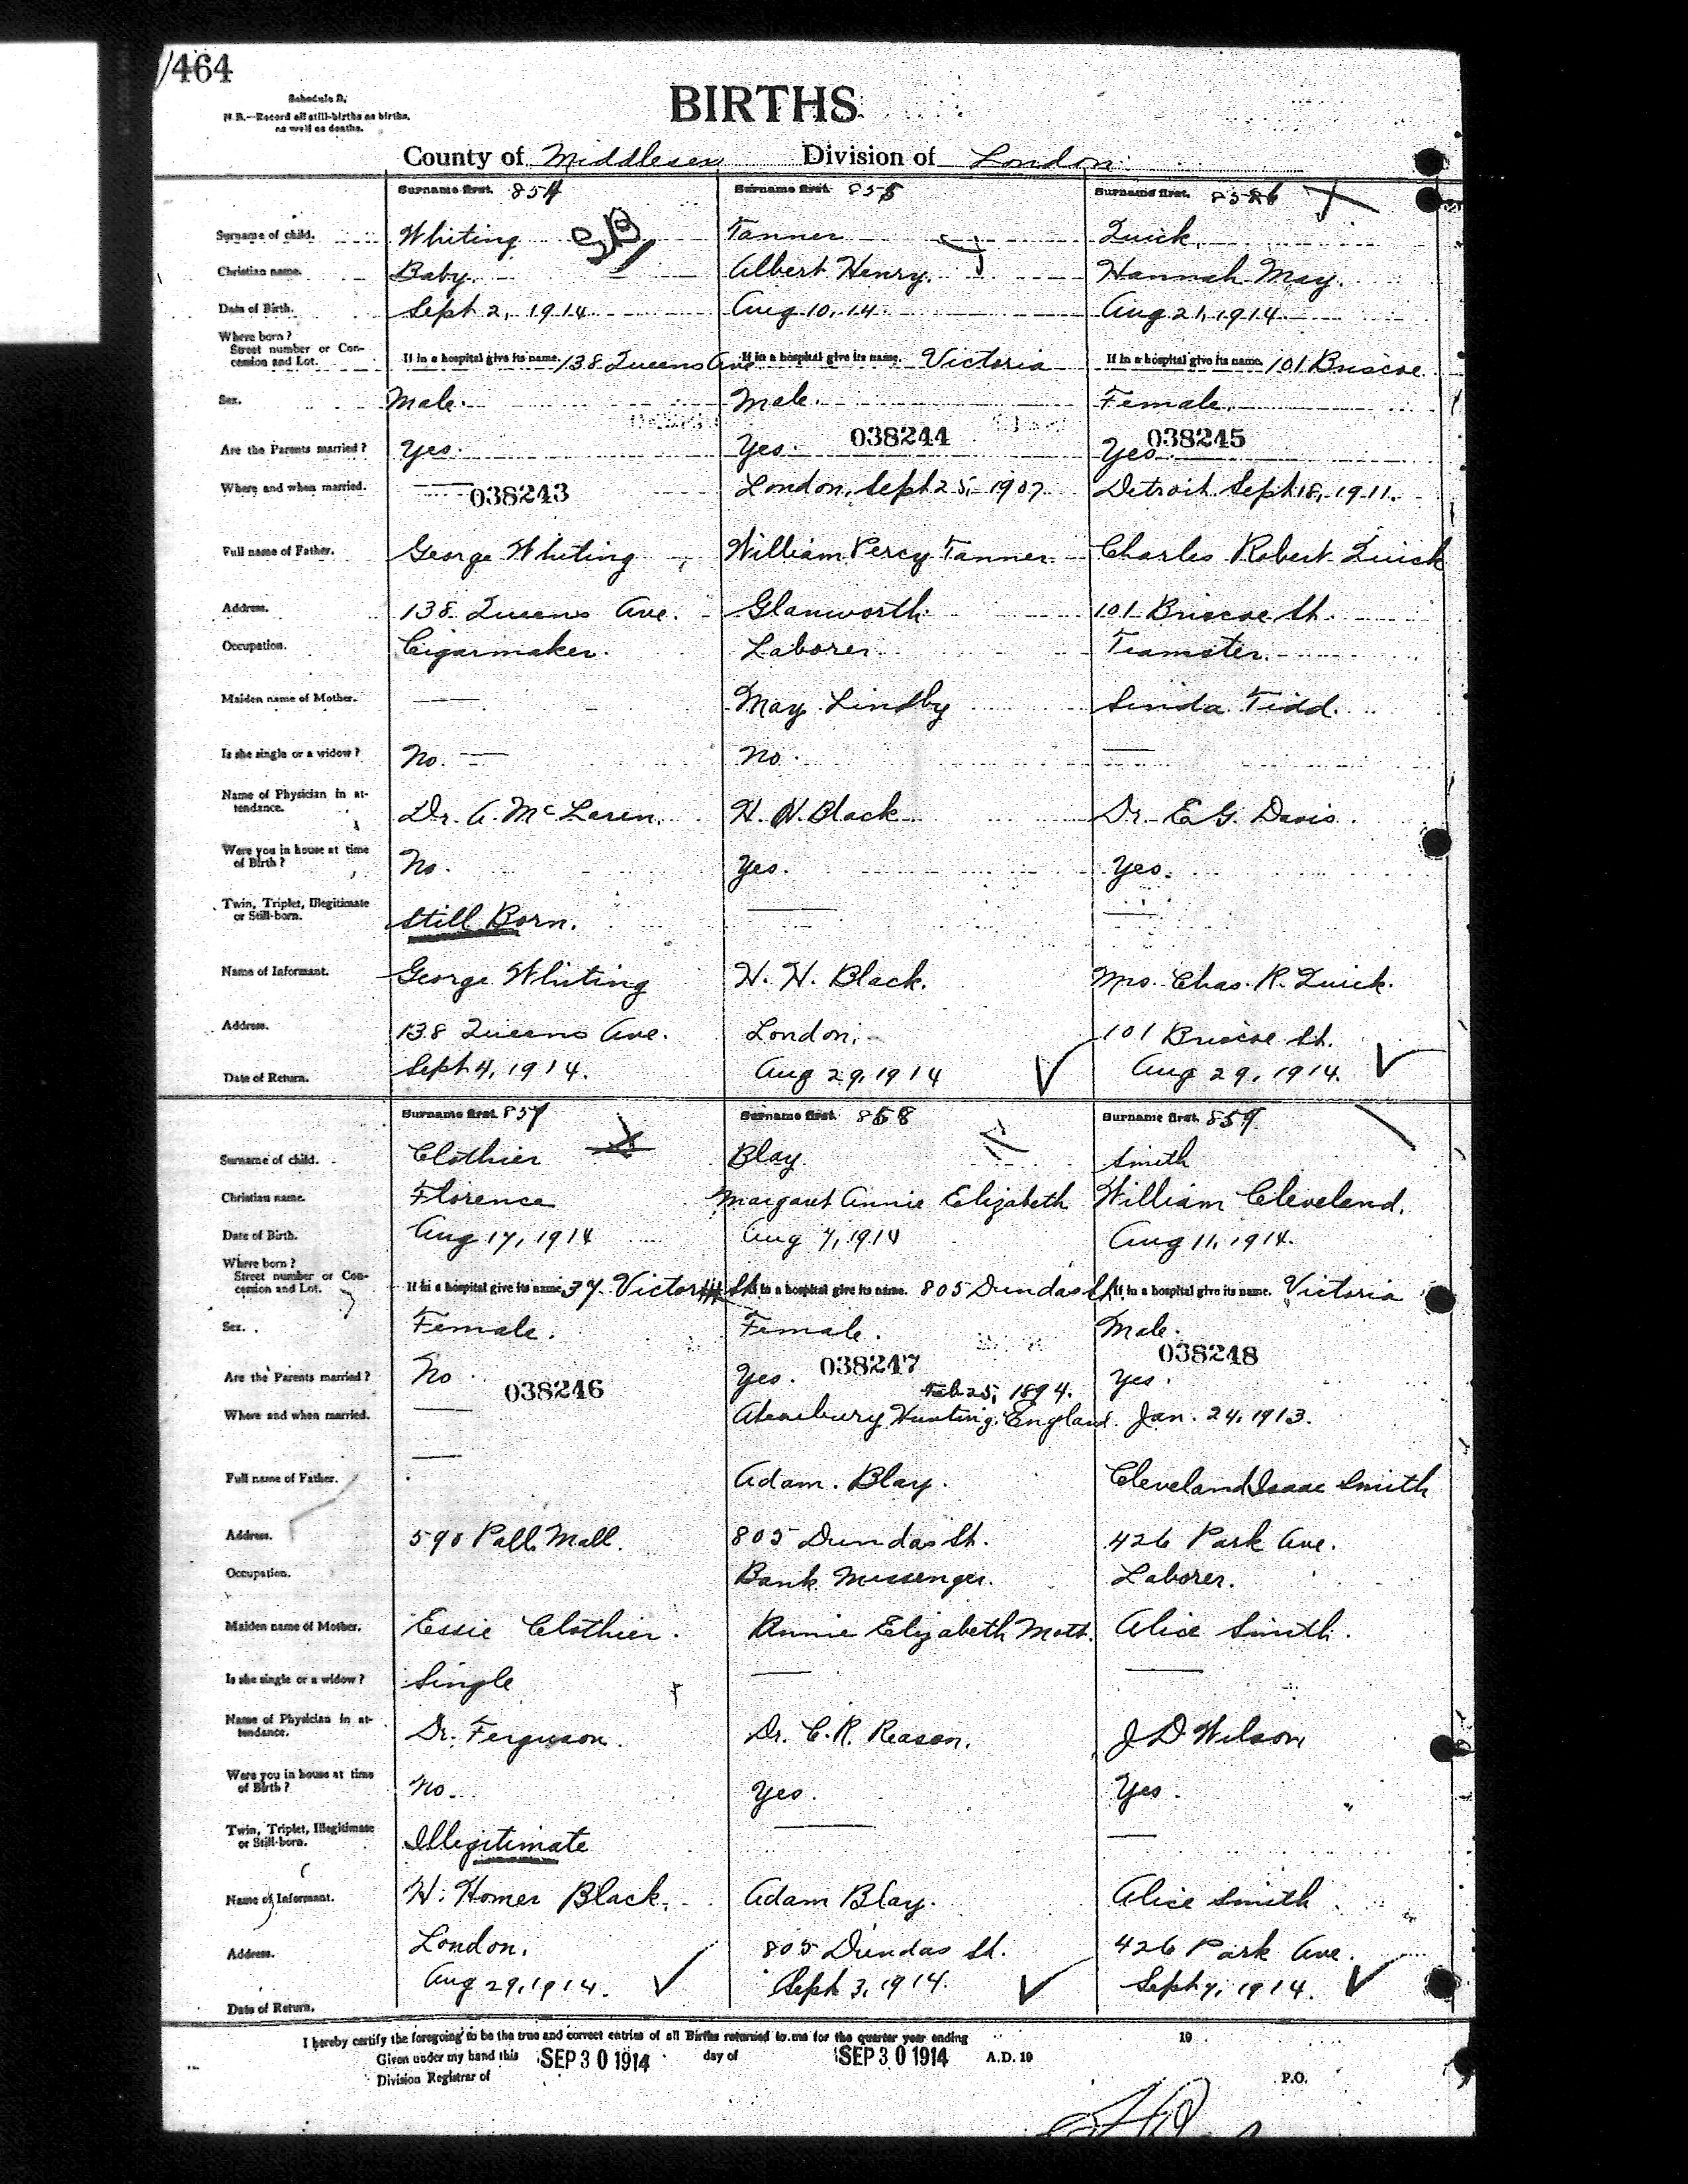 /464
Schedule B.
N.B.—Record all still-births as births,
as well as deaths.
BIRTHS
County of Middlesex Division of London
Surname first. 854 Surname first. 855 Surname first. 856
Surname of child. Whiting SB Tanner Quick
Christian name. Baby. Albert Henry. Hannah May.
Date of Birth. Sept 2, 1914 Aug 10, 14 Aug 21, 1914
Where born?
Street number or Con-
cession and Lot. If in a hospital give its name. 138 Queens Ave If in a hospital give its name. Victoria If in a hospital give its name. 101 Briscoe
Sex. Male. Male. Female.
Are the Parents married? Yes. Yes. 038244 Yes. 038245
Where and when married. — 038243 London, Sept 25, 1907 Detroit Sept 18, 1911.
Full name of Father. George Whiting William Percy Tanner Charles Robert Quick
Address. 138 Queens Ave. Glanworth 101 Briscoe St.
Occupation. Cigarmaker. Laborer Teamster.
Maiden name of Mother. — May Lindby Linda Tidd.
Is she single or a widow? No. — No. —
Name of Physician in at-
tendance. Dr. A. McLaren. H. H. Black Dr. E G. Davis.
Were you in house at time
of Birth? No. Yes. Yes.
Twin, Triplet, Illegitimate
or Still-born. Still Born. — —
Name of Informant. George Whiting H. H. Black. Mrs. Chas. R. Quick.
Address. 138 Queens Ave. London. 101 Briscoe St.
Date of Return. Sept 4, 1914. Aug 29, 1914 Aug 29, 1914.
Surname first. 857 Surname first. 858 Surname first. 859
Surname of child. Clothier Blay Smith
Christian name. Florence Margaret Annie Elizabeth William Cleveland.
Date of Birth. Aug 17, 1914 Aug 7, 1914 Aug 11, 1914.
Where born?
Street number or Con-
cession and Lot. If in a hospital give its name. 37 Victor St. If in a hospital give its name. 805 Dundas St. If in a hospital give its name. Victoria
Sex. Female. Female. Male.
038247 038248
Are the Parents married? No 038246 Yes. Yes.
Feb 25, 1894.
Where and when married. — Hunting. England. Jan. 24, 1913.
—
Full name of Father. Adam. Blay. Cleveland Isaac Smith
Address. 590 Pall Mall. 805 Dundas St. 426 Park Ave.
Occupation. Bank Messenger. Laborer.
Maiden name of Mother. Essie Clothier. Annie Elizabeth Mott. Alice Smith.
Is she single or a widow? Single — —
Name of Physician in at-
tendance. Dr. Ferguson. Dr. C. R. Reason. J D Wilson
Were you in house at time
of Birth? No. Yes. Yes.
Twin, Triplet, Illegitimate
or Still-born. Illegitimate — —
Name of Informant. H. Homer Black. Adam Blay. Alice Smith
Address. London. 805 Dundas St. 426 Park Ave.
Date of Return. Aug 29, 1914. Sept 3, 1914. Sept 7, 1914.
I hereby certify the foregoing to be the true and correct entries of all Births returned to me for the quarter year ending 19
Given under my hand this SEP 30 1914 day of SEP 30 1914 A.D. 19
Division Registrar of P.O.